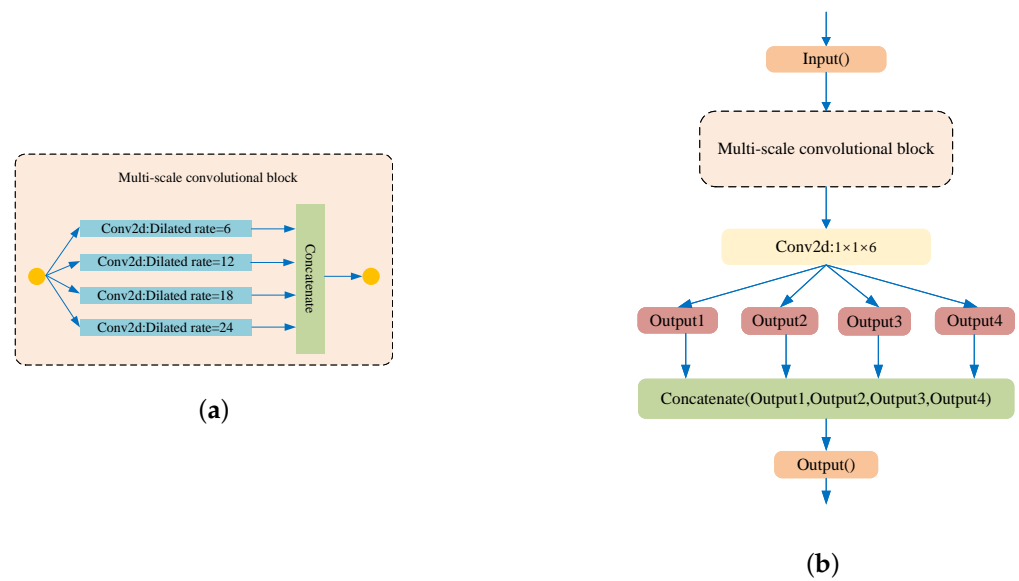 Multi-scale convolutional block
Conv2d:Dilated rate=6
Conv2d:Dilated rate=12
Conv2d:Dilated rate=18
Conv2d:Dilated rate=24
Concatenate
(a)
Input()
Multi-scale convolutional block
Conv2d:1×1×6
Output1 Output2 Output3 Output4
Concatenate(Output1,Output2,Output3,Output4)
Output()
(b)